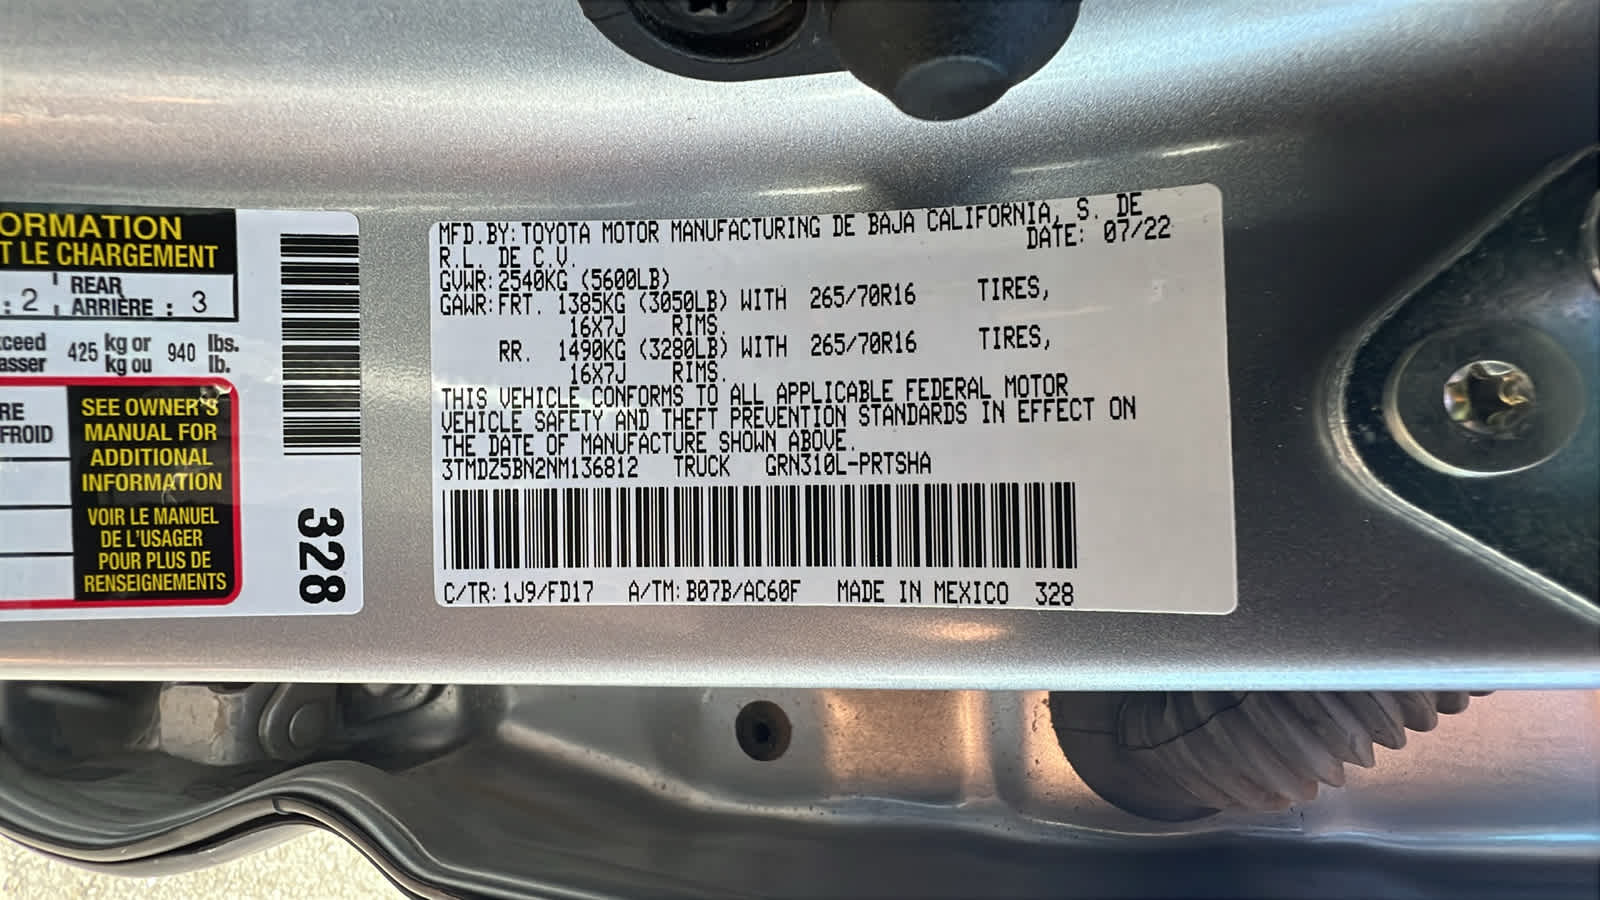 ORMATION
T LE CHARGEMENT
: 2 REAR
ARRIÈRE : 3
xceed
asser 425 kg or
kg ou 940 lbs.
lb.
RE
FROID
SEE OWNER'S
MANUAL FOR
ADDITIONAL
INFORMATION
VOIR LE MANUEL
DE L'USAGER
POUR PLUS DE
RENSEIGNEMENTS
328
MFD.BY:TOYOTA MOTOR MANUFACTURING DE BAJA CALIFORNIA, S. DE
R.L. DE C.V. DATE: 07/22
GVWR:2540KG (5600LB)
GAWR:FRT. 1385KG (3050LB) WITH 265/70R16 TIRES,
16X7J RIMS.
RR. 1490KG (3280LB) WITH 265/70R16 TIRES,
16X7J RIMS.
THIS VEHICLE CONFORMS TO ALL APPLICABLE FEDERAL MOTOR
VEHICLE SAFETY AND THEFT PREVENTION STANDARDS IN EFFECT ON
THE DATE OF MANUFACTURE SHOWN ABOVE.
3TMDZ5BN2NM136812 TRUCK GRN310L-PRTSHA
C/TR:1J9/FD17 A/TM:B07B/AC60F MADE IN MEXICO 328